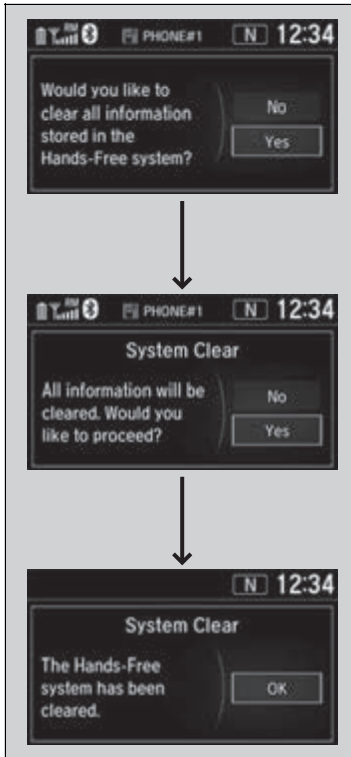 PHONE#1 N 12:34
Would you like to
clear all information
stored in the
Hands-Free system?
No
Yes
PHONE#1 N 12:34
System Clear
All information will be
cleared. Would you
like to proceed?
No
Yes
N 12:34
System Clear
The Hands-Free
system has been
cleared.
OK